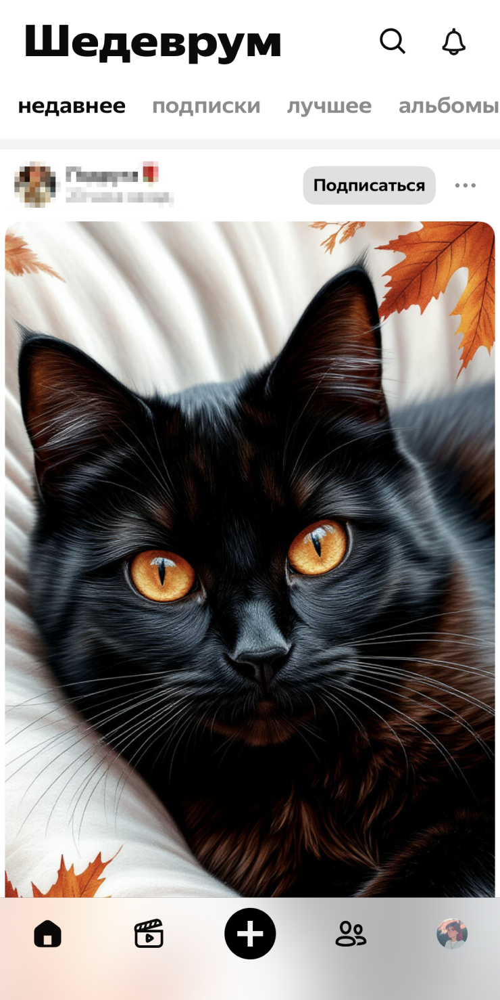 Шедеврум
недавнее подписки лучшее альбомы
Подписаться